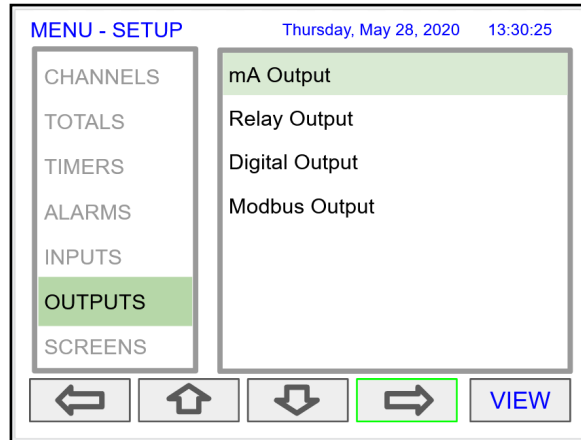 MENU - SETUP Thursday, May 28, 2020 13:30:25
CHANNELS
TOTALS
TIMERS
ALARMS
INPUTS
OUTPUTS
SCREENS
mA Output
Relay Output
Digital Output
Modbus Output
VIEW